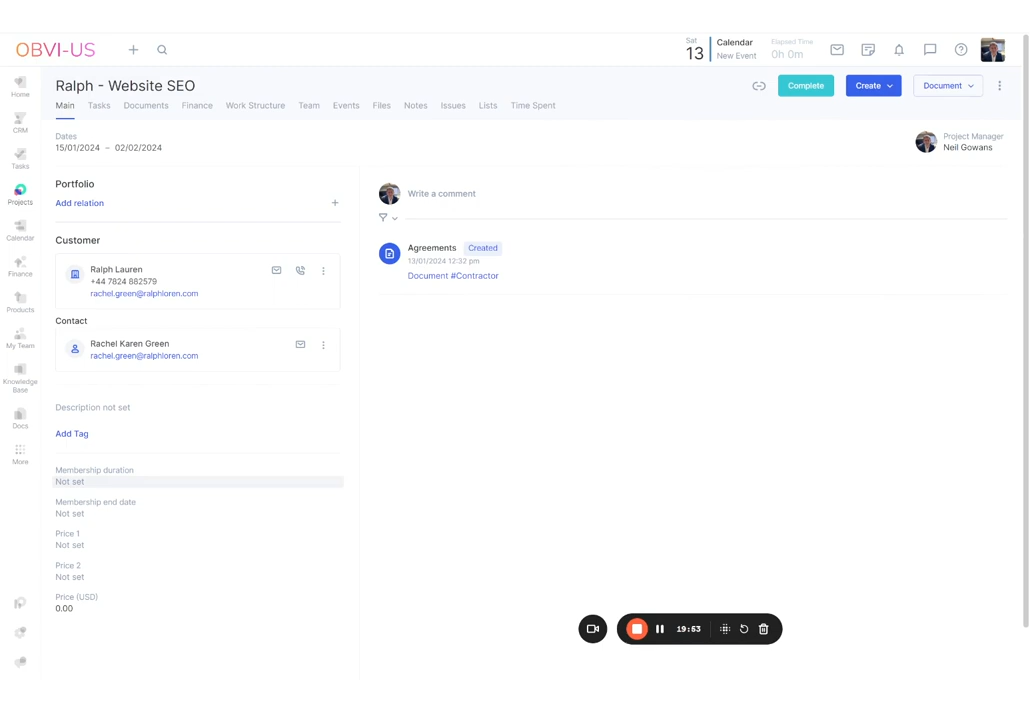 OBVI-US
Sat
13
Calendar
New Event
Elapsed Time
0h 0m
Home
CRM
Tasks
Projects
Calendar
Finance
Products
My Team
Knowledge
Base
Docs
More
Ralph - Website SEO
Complete
Create
Document
Main Tasks Documents Finance Work Structure Team Events Files Notes Issues Lists Time Spent
Dates
15/01/2024 – 02/02/2024
Project Manager
Neil Gowans
Portfolio
Add relation
Customer
Ralph Lauren
+44 7824 882579
rachel.green@ralphloren.com
Contact
Rachel Karen Green
rachel.green@ralphloren.com
Description not set
Add Tag
Membership duration
Not set
Membership end date
Not set
Price 1
Not set
Price 2
Not set
Price (USD)
0.00
Write a comment
Agreements Created
13/01/2024 12:32 pm
Document #Contractor
19:53